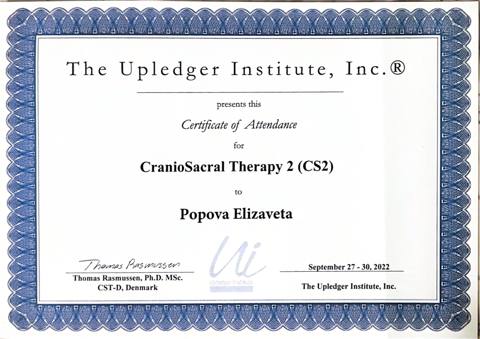 The Upledger Institute, Inc.®
presents this
Certificate of Attendance
for
CranioSacral Therapy 2 (CS2)
to
Popova Elizaveta
Thomas Rasmussen
Thomas Rasmussen, Ph.D. MSc.
CST-D, Denmark
Ui
September 27 - 30, 2022
The Upledger Institute, Inc.